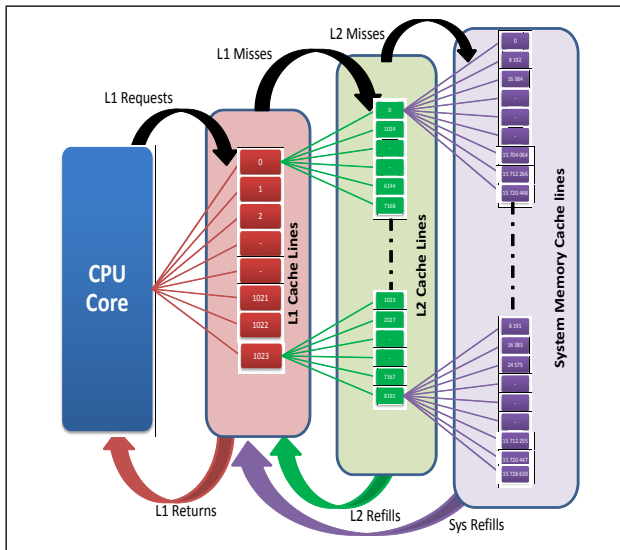 L2 Misses
L1 Misses
L1 Requests
CPU
Core
0
1
2
-
-
1021
1022
1023
L1 Cache Lines
0
1024
-
-
6144
7168
1023
2027
-
-
7167
8191
L2 Cache Lines
0
8 192
16 384
-
-
-
15 704 064
15 712 266
15 720 448
8 191
16 383
24 575
-
-
-
15 712 255
15 720 447
15 728 639
System Memory Cache lines
L1 Returns
L2 Refills
Sys Refills